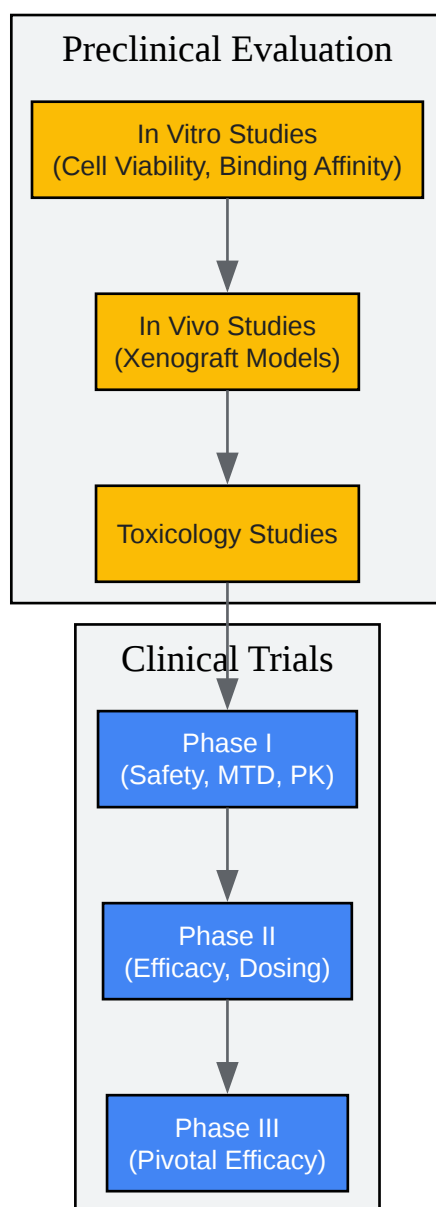 Preclinical Evaluation
In Vitro Studies
(Cell Viability, Binding Affinity)
In Vivo Studies
(Xenograft Models)
Toxicology Studies
Clinical Trials
Phase I
(Safety, MTD, PK)
Phase II
(Efficacy, Dosing)
Phase III
(Pivotal Efficacy)